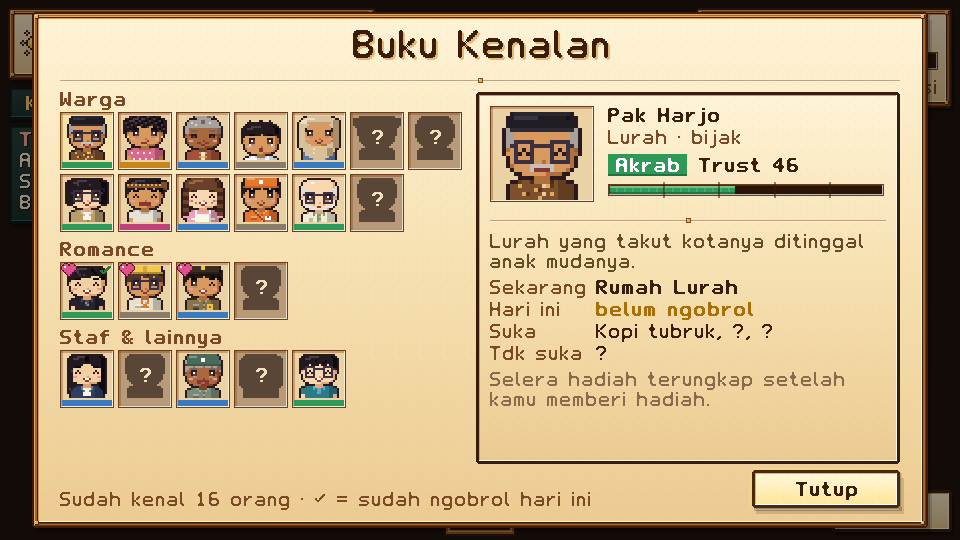 Buku Kenalan
Warga
? ?
?
Romance
?
Staf & lainnya
? ?
Pak Harjo
Lurah · bijak
Akrab Trust 46
Lurah yang takut kotanya ditinggal
anak mudanya.
Sekarang Rumah Lurah
Hari ini belum ngobrol
Suka Kopi tubruk, ?, ?
Tdk suka ?
Selera hadiah terungkap setelah
kamu memberi hadiah.
Sudah kenal 16 orang · ✓ = sudah ngobrol hari ini
Tutup